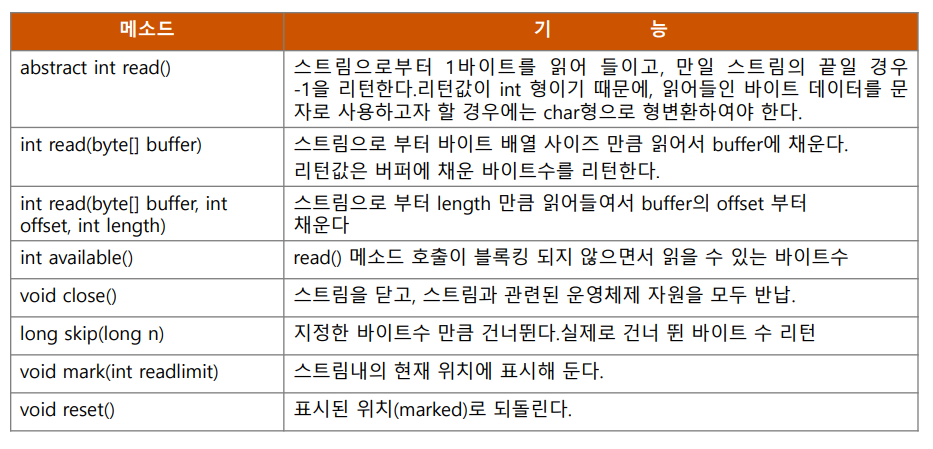 메소드
기 능
abstract int read()
스트림으로부터 1바이트를 읽어 들이고, 만일 스트림의 끝일 경우
-1을 리턴한다.리턴값이 int 형이기 때문에, 읽어들인 바이트 데이터를 문
자로 사용하고자 할 경우에는 char형으로 형변환하여야 한다.
int read(byte[] buffer)
스트림으로 부터 바이트 배열 사이즈 만큼 읽어서 buffer에 채운다.
리턴값은 버퍼에 채운 바이트수를 리턴한다.
int read(byte[] buffer, int
offset, int length)
스트림으로 부터 length 만큼 읽어들여서 buffer의 offset 부터
채운다
int available()
read() 메소드 호출이 블록킹 되지 않으면서 읽을 수 있는 바이트수
void close()
스트림을 닫고, 스트림과 관련된 운영체제 자원을 모두 반납.
long skip(long n)
지정한 바이트수 만큼 건너뛴다.실제로 건너 뛴 바이트 수 리턴
void mark(int readlimit)
스트림내의 현재 위치에 표시해 둔다.
void reset()
표시된 위치(marked)로 되돌린다.